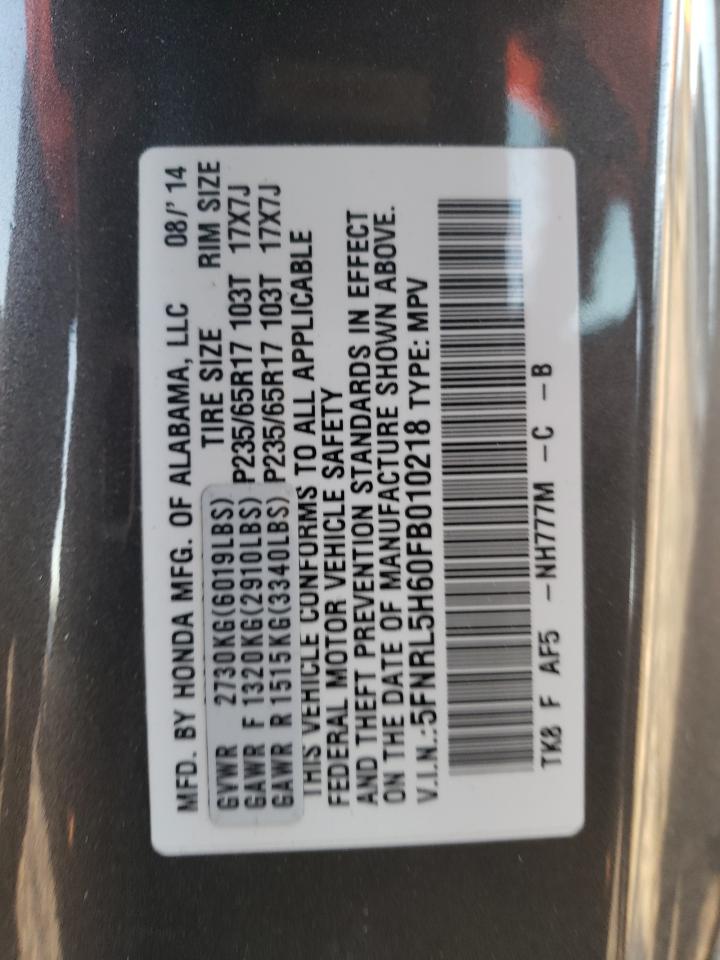 MFD. BY HONDA MFG. OF ALABAMA, LLC 08/'14
TIRE SIZE RIM SIZE
GVWR 2730KG(6019LBS)
GAWR F 1320KG(2910LBS) P235/65R17 103T 17X7J
GAWR R 1515KG(3340LBS) P235/65R17 103T 17X7J
THIS VEHICLE CONFORMS TO ALL APPLICABLE
FEDERAL MOTOR VEHICLE SAFETY
AND THEFT PREVENTION STANDARDS IN EFFECT
ON THE DATE OF MANUFACTURE SHOWN ABOVE.
V.I.N.:5FNRL5H60FB010218 TYPE: MPV
TK8 F AF5 -NH777M -C -B